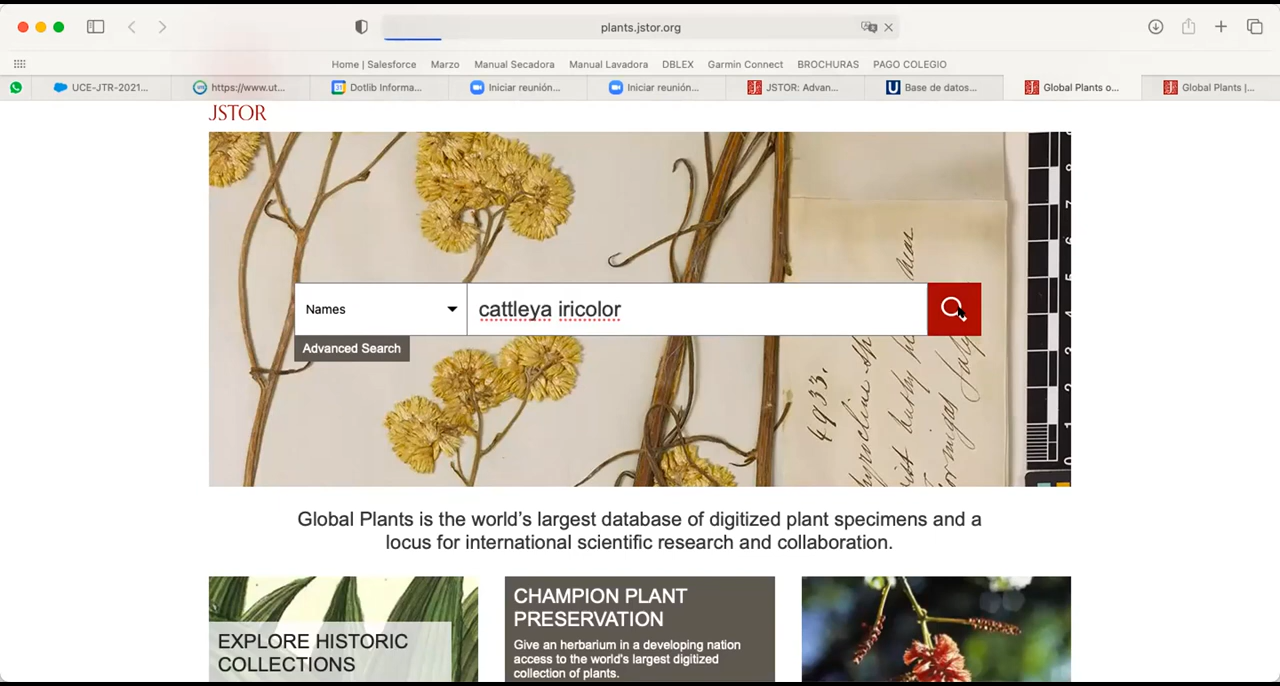 plants.jstor.org
Home | Salesforce Marzo Manual Secadora Manual Lavadora DBLEX Garmin Connect BROCHURAS PAGO COLEGIO
UCE-JTR-2021... https://www.ut... Dotlib Informa... Iniciar reunión... Iniciar reunión... JSTOR: Advan... Base de datos... Global Plants o... Global Plants |...
JSTOR
Names cattleya iricolor
Advanced Search
4933.
Global Plants is the world's largest database of digitized plant specimens and a
locus for international scientific research and collaboration.
EXPLORE HISTORIC
COLLECTIONS
CHAMPION PLANT
PRESERVATION
Give an herbarium in a developing nation
access to the world's largest digitized
collection of plants.